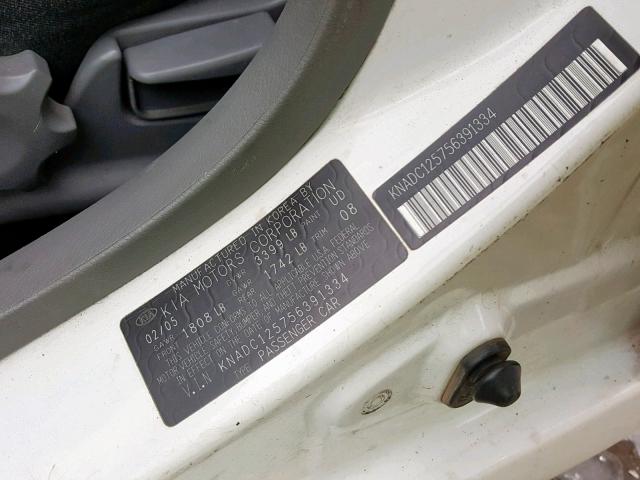 MANUFACTURED IN KOREA BY
KIA KIA MOTORS CORPORATION
02/05 GVWR 3399 LB PAINT UD
GAWR FRONT 1808 LB GAWR REAR 1742 LB TRIM 08
THIS VEHICLE CONFORMS TO ALL APPLICABLE U.S.A. FEDERAL
MOTOR VEHICLE SAFETY, BUMPER, AND THEFT PREVENTION STANDARDS
IN EFFECT ON THE DATE OF MANUFACTURE SHOWN ABOVE
V.I.N KNADC125756391334
TYPE PASSENGER CAR
KNADC125756391334